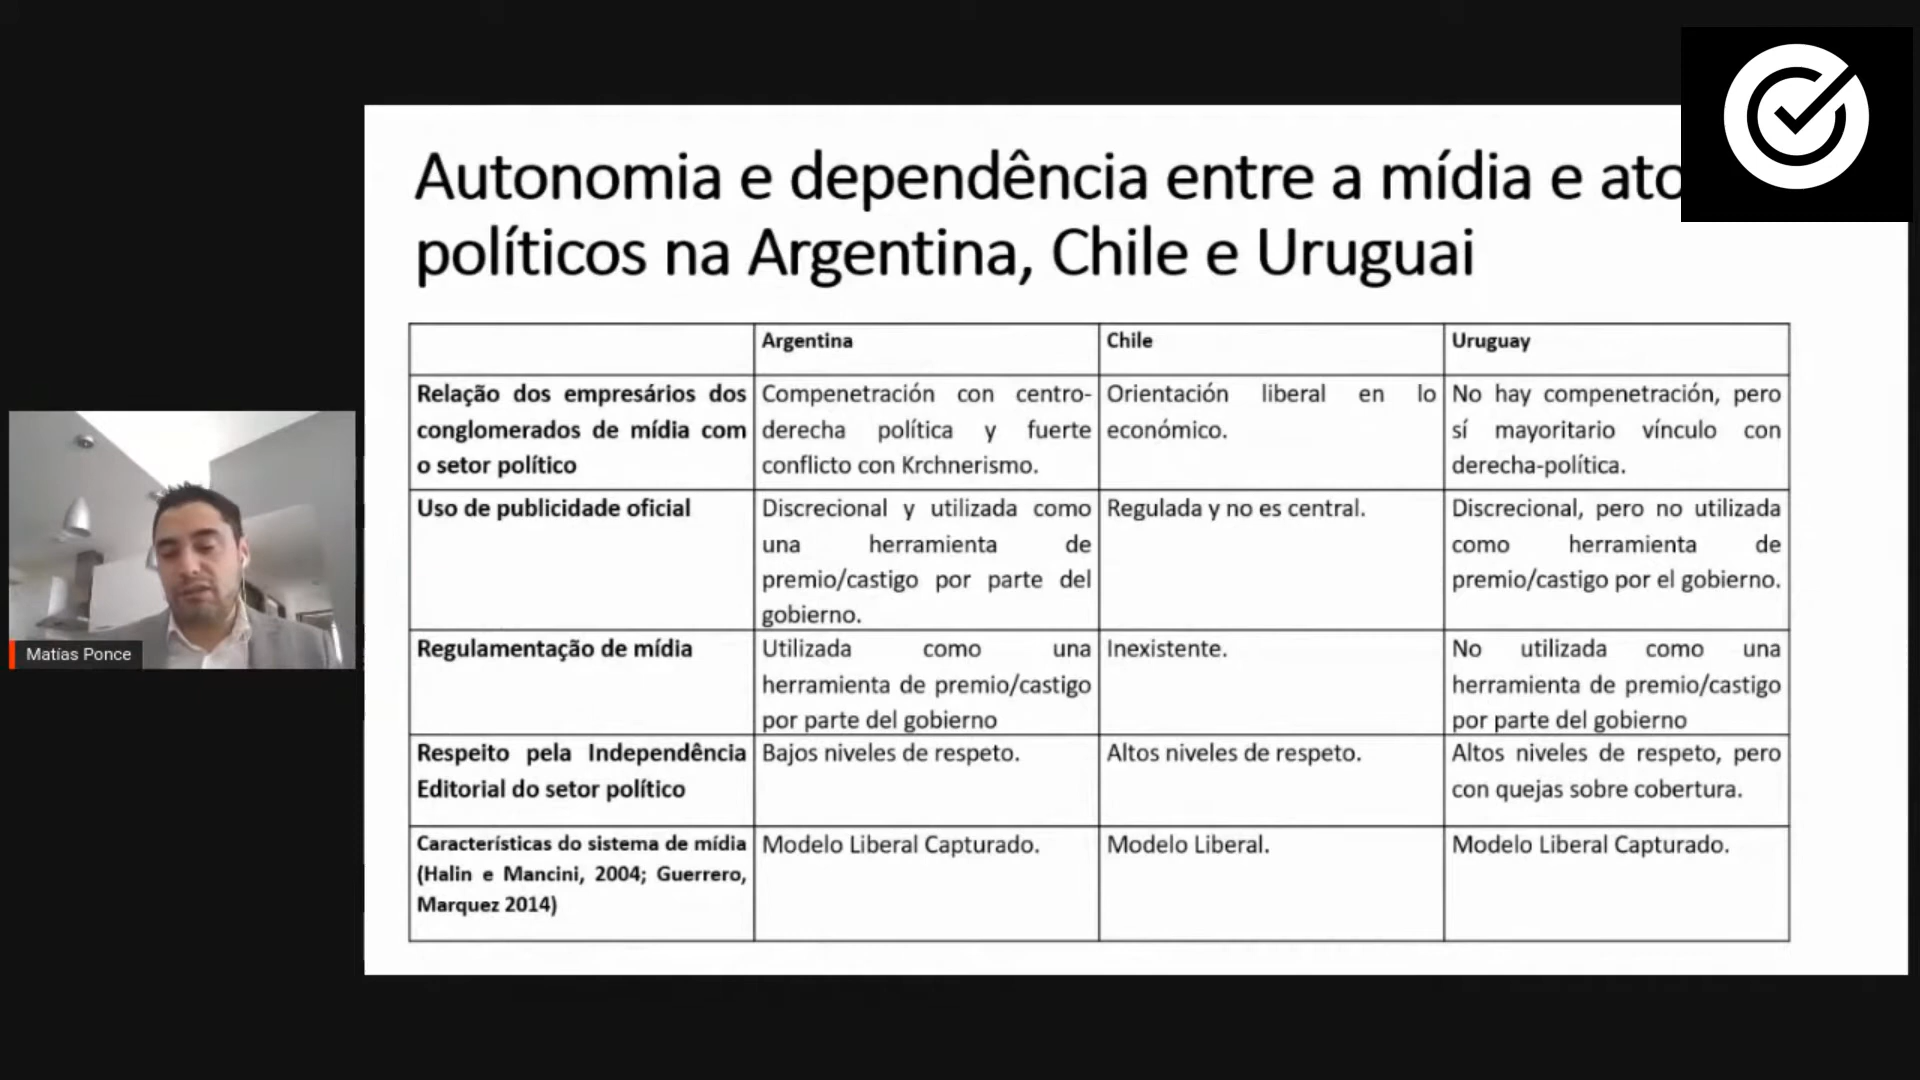 Autonomia e dependência entre a mídia e ato
políticos na Argentina, Chile e Uruguai
Argentina
Chile
Uruguay
Relação dos empresários dos
conglomerados de mídia com
o setor político
Compenetración con centro-
derecha política y fuerte
conflicto con Krchnerismo.
Orientación liberal en lo
económico.
No hay compenetración, pero
sí mayoritario vínculo con
derecha-política.
Uso de publicidade oficial
Discrecional y utilizada como
una herramienta de
premio/castigo por parte del
gobierno.
Regulada y no es central.
Discrecional, pero no utilizada
como herramienta de
premio/castigo por el gobierno.
Regulamentação de mídia
Utilizada como una
herramienta de premio/castigo
por parte del gobierno
Inexistente.
No utilizada como una
herramienta de premio/castigo
por parte del gobierno
Respeito pela Independência
Editorial do setor político
Bajos niveles de respeto.
Altos niveles de respeto.
Altos niveles de respeto, pero
con quejas sobre cobertura.
Características do sistema de mídia
(Halin e Mancini, 2004; Guerrero,
Marquez 2014)
Modelo Liberal Capturado.
Modelo Liberal.
Modelo Liberal Capturado.
Matías Ponce